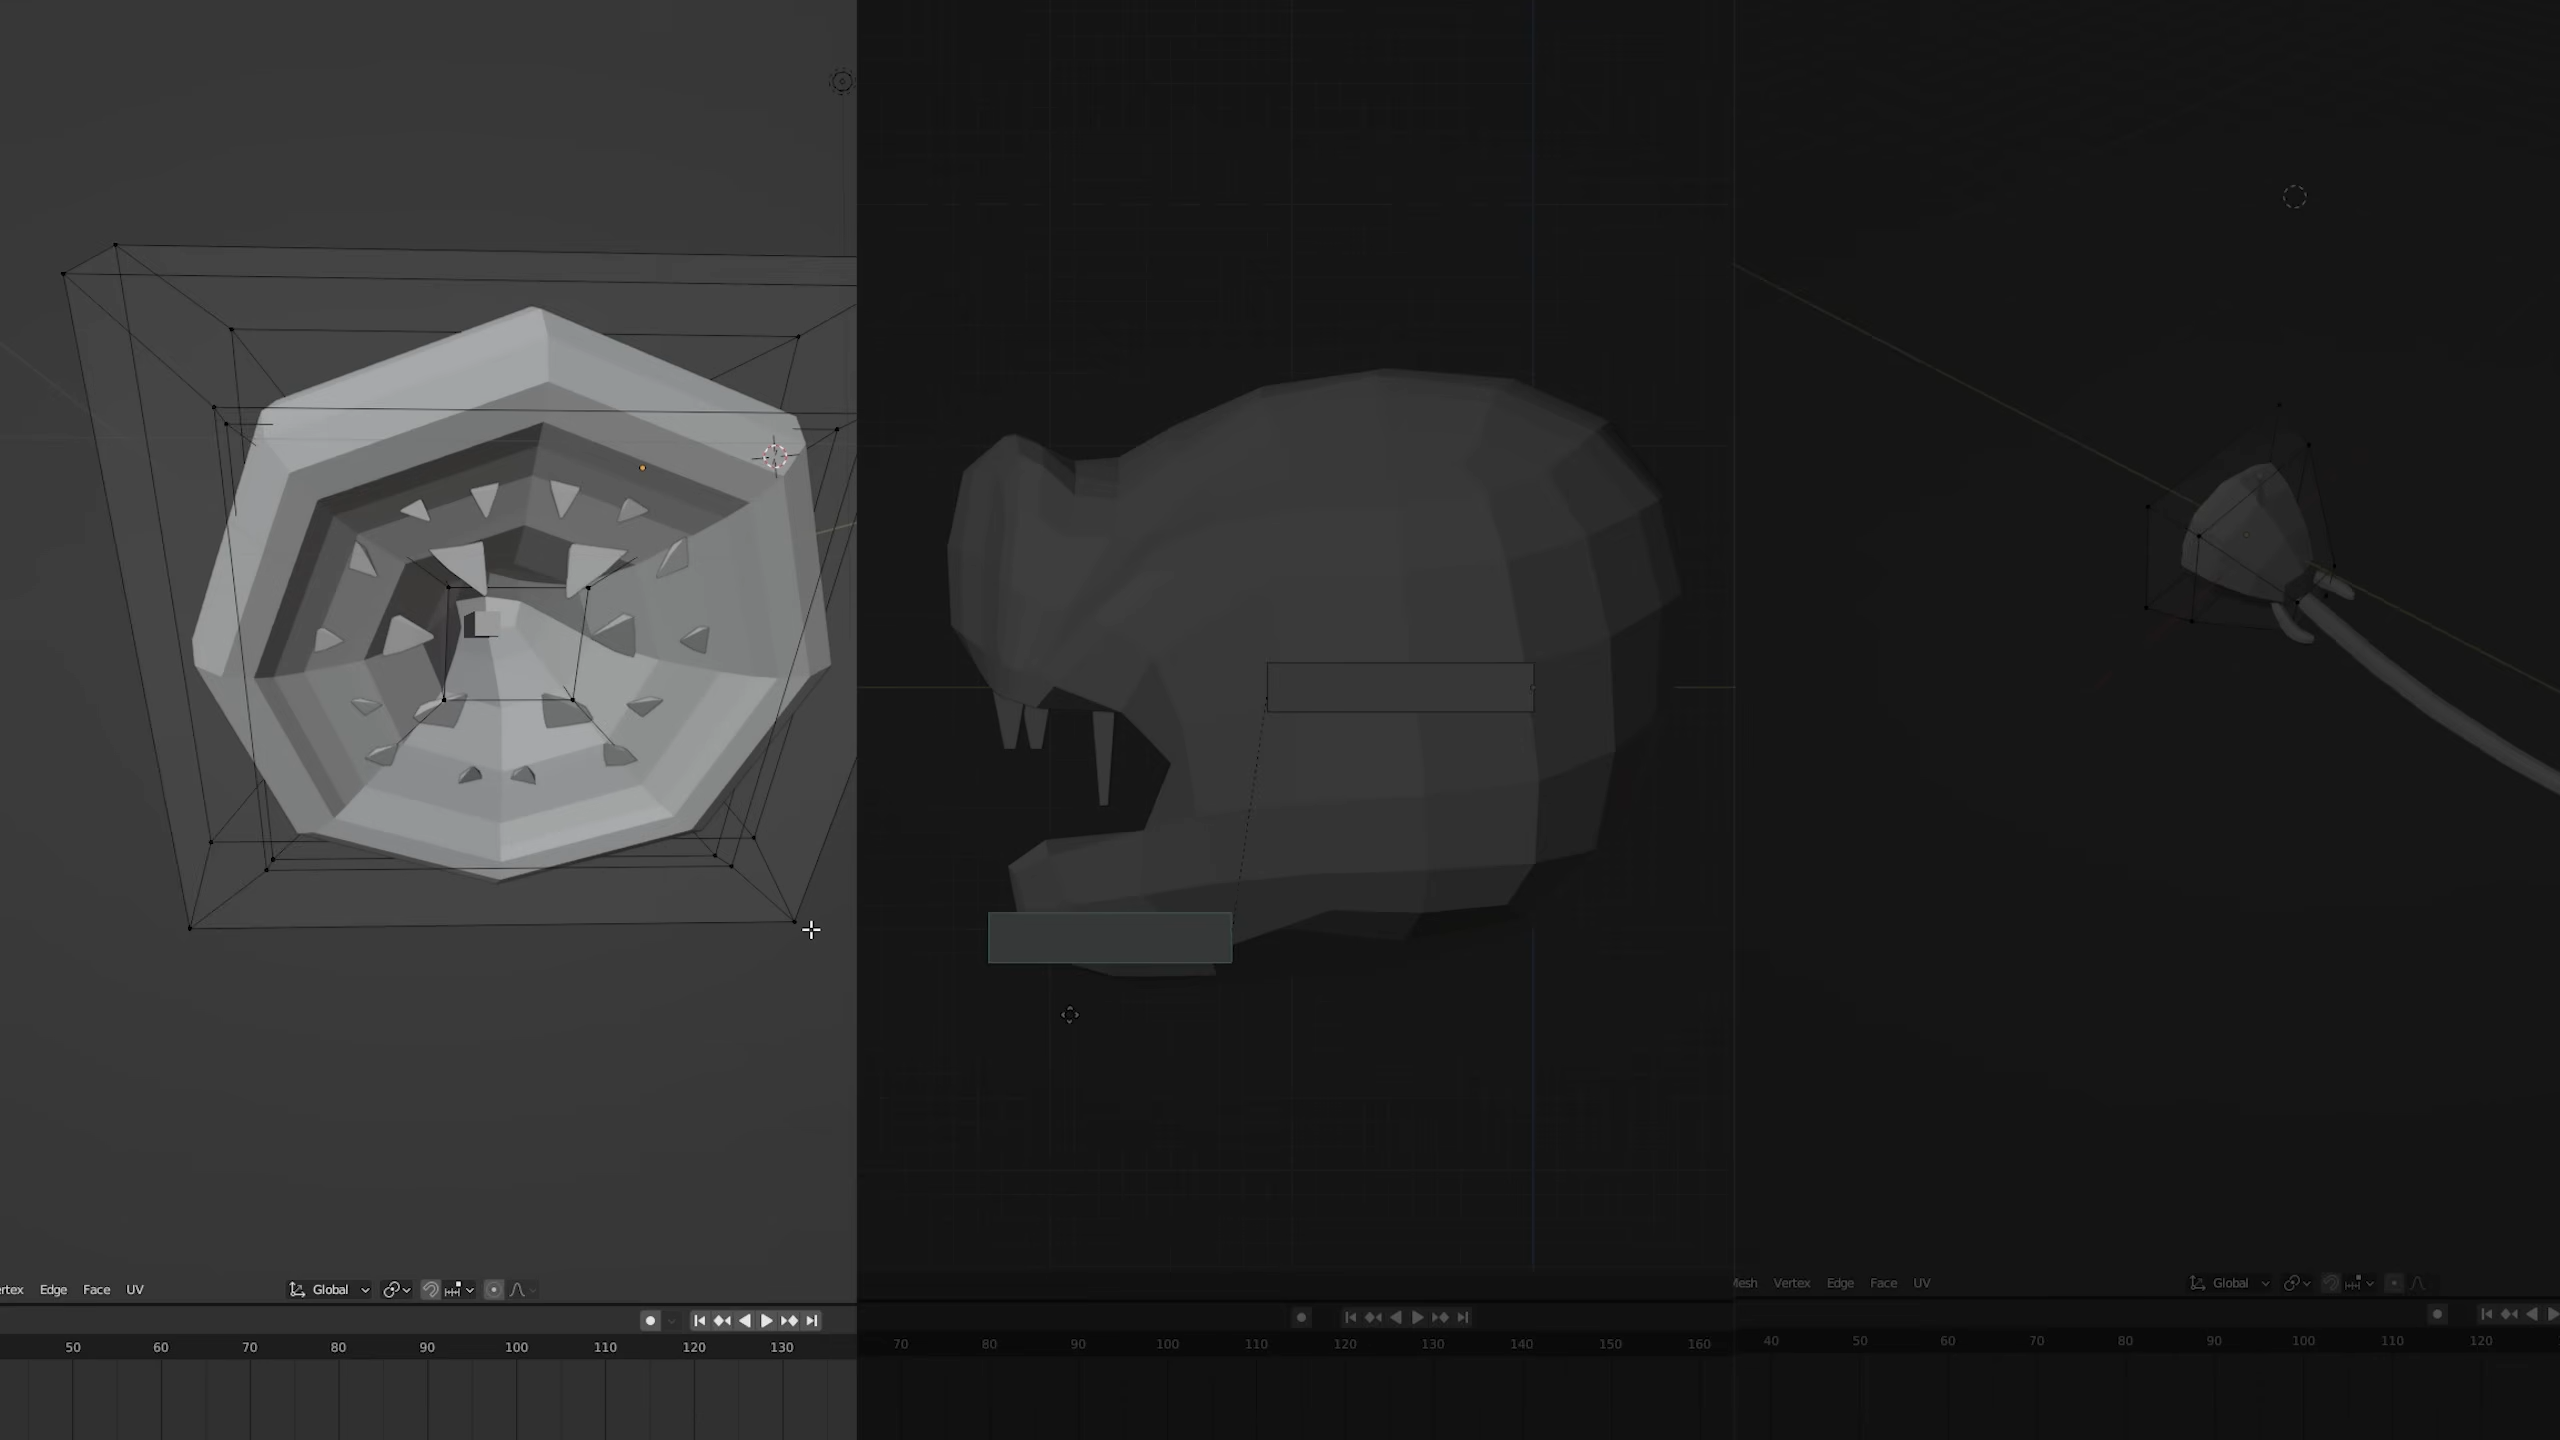 rtex Edge Face UV Global
50 60 70 80 90 100 110 120 130
70 80 90 100 110 120 130 140 150 160
Mesh Vertex Edge Face UV Global
40 50 60 70 80 90 100 110 120